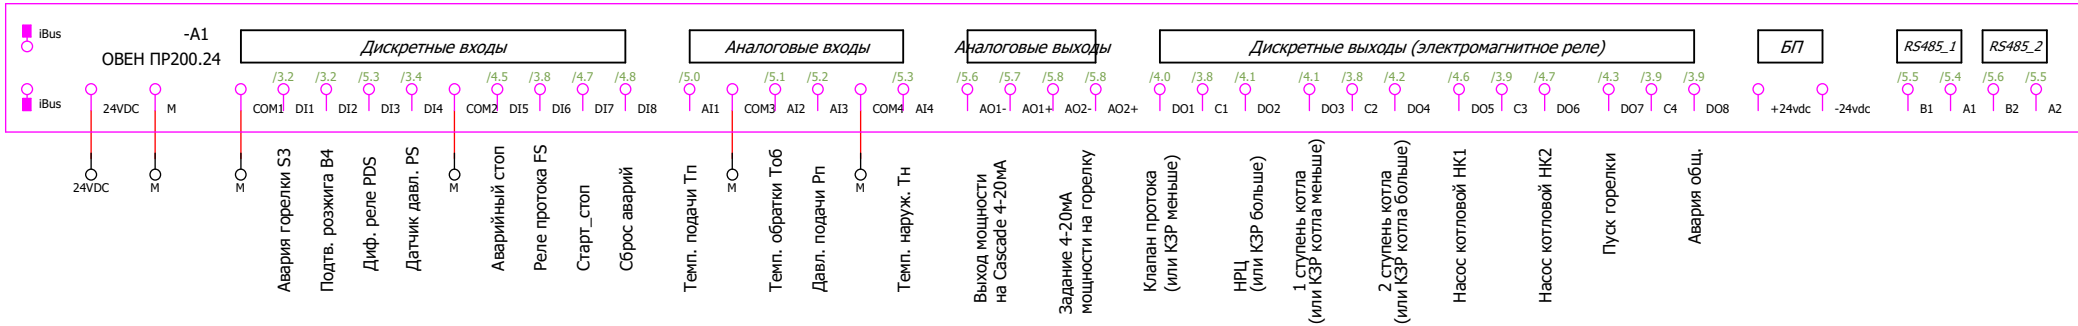 iBus
-A1
ОВЕН ПР200.24
Дискретные входы
Аналоговые входы
Аналоговые выходы
Дискретные выходы (электромагнитное реле)
БП
RS485_1
RS485_2
/3.2 /3.2 /5.3 /3.4 /4.5 /3.8 /4.7 /4.8 /5.0 /5.1 /5.2 /5.3 /5.6 /5.7 /5.8 /5.8 /4.0 /3.8 /4.1 /4.1 /3.8 /4.2 /4.6 /3.9 /4.7 /4.3 /3.9 /3.9 /5.5 /5.4 /5.6 /5.5
iBus 24VDC M COM1 DI1 DI2 DI3 DI4 COM2 DI5 DI6 DI7 DI8 AI1 COM3 AI2 AI3 COM4 AI4 AO1- AO1+ AO2- AO2+ DO1 C1 DO2 DO3 C2 DO4 DO5 C3 DO6 DO7 C4 DO8 +24vdc -24vdc B1 A1 B2 A2
24VDC
M
M
Авария горелки S3
Подтв. розжига B4
Диф. реле PDS
Датчик давл. PS
M
Аварийный стоп
Реле протока FS
Старт_стоп
Сброс аварий
Темп. подачи Тп
M
Темп. обратки Тоб
Давл. подачи Рп
M
Темп. наруж. Тн
Выход мощности
на Cascade 4-20мА
Задание 4-20мА
мощности на горелку
Клапан протока
(или КЗР меньше)
НРЦ
(или КЗР больше)
1 ступень котла
(или КЗР котла меньше)
2 ступень котла
(или КЗР котла больше)
Насос котловой НК1
Насос котловой НК2
Пуск горелки
Авария общ.